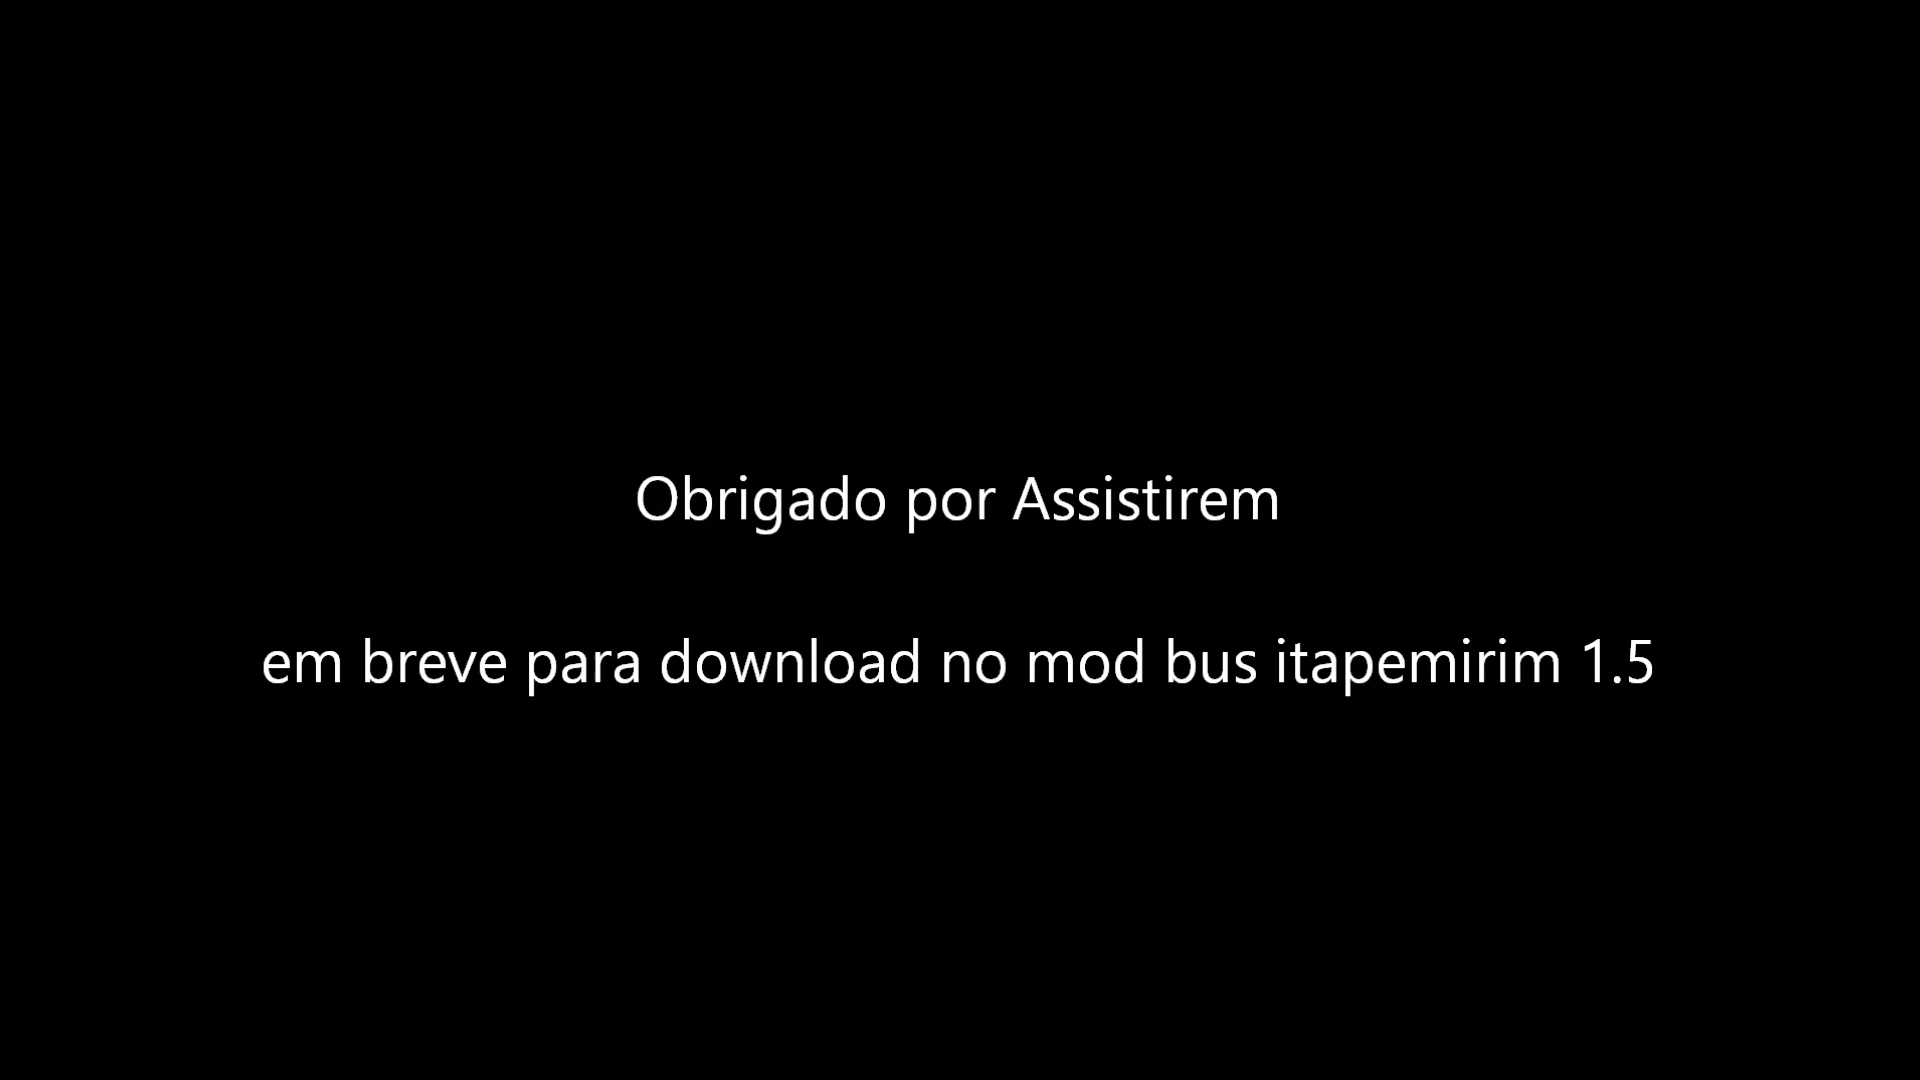 Obrigado por Assistirem
em breve para download no mod bus itapemirim 1.5